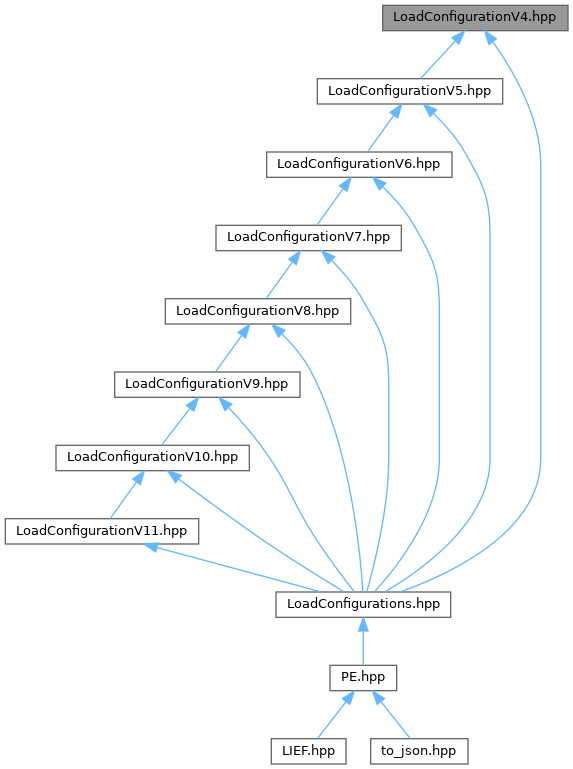 LoadConfigurationV4.hpp
LoadConfigurationV5.hpp
LoadConfigurationV6.hpp
LoadConfigurationV7.hpp
LoadConfigurationV8.hpp
LoadConfigurationV9.hpp
LoadConfigurationV10.hpp
LoadConfigurationV11.hpp
LoadConfigurations.hpp
PE.hpp
LIEF.hpp
to_json.hpp